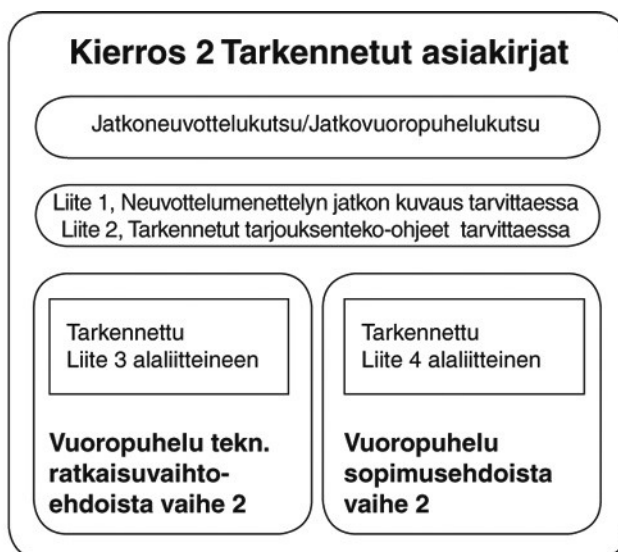 Kierros 2 Tarkennetut asiakirjat
Jatkoneuvottelukutsu/Jatkovuoropuhelukutsu
Liite 1, Neuvottelumenettelyn jatkon kuvaus tarvittaessa
Liite 2, Tarkennetut tarjouksenteko-ohjeet tarvittaessa
Tarkennettu
Liite 3 alaliitteineen
Vuoropuhelu tekn.
ratkaisuvaihto-
ehdoista vaihe 2
Tarkennettu
Liite 4 alaliitteinen
Vuoropuhelu
sopimusehdoista
vaihe 2